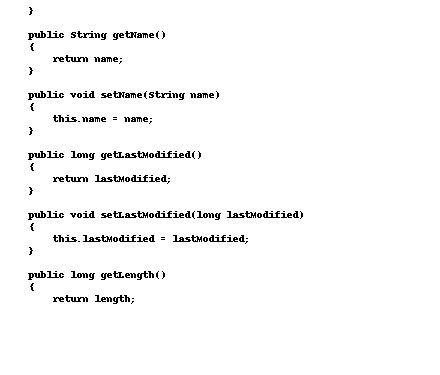 }
public String getName()
{
return name;
}
public void setName(String name)
{
this.name = name;
}
public long getLastModified()
{
return lastModified;
}
public void setLastModified(long lastModified)
{
this.lastModified = lastModified;
}
public long getLength()
{
return length;